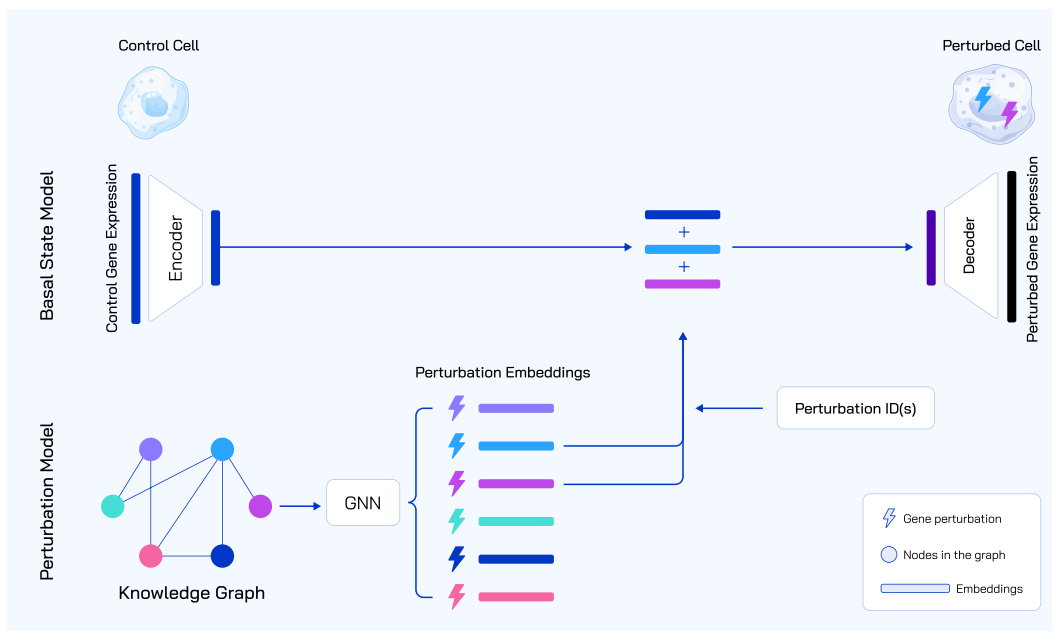 Control Cell
Perturbed Cell
Basal State Model
Control Gene Expression
Encoder
+
+
Decoder
Perturbed Gene Expression
Perturbation Embeddings
Perturbation ID(s)
Perturbation Model
GNN
Knowledge Graph
Gene perturbation
Nodes in the graph
Embeddings